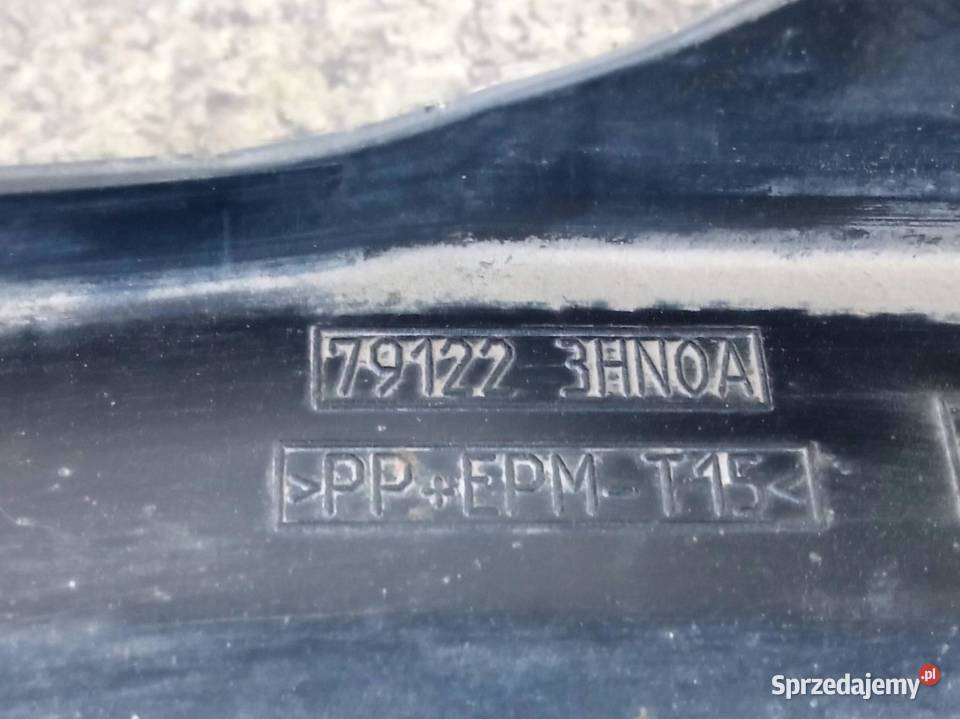 79122 3HN0A
>PP+EPM-T15<
Sprzedajemy.pl